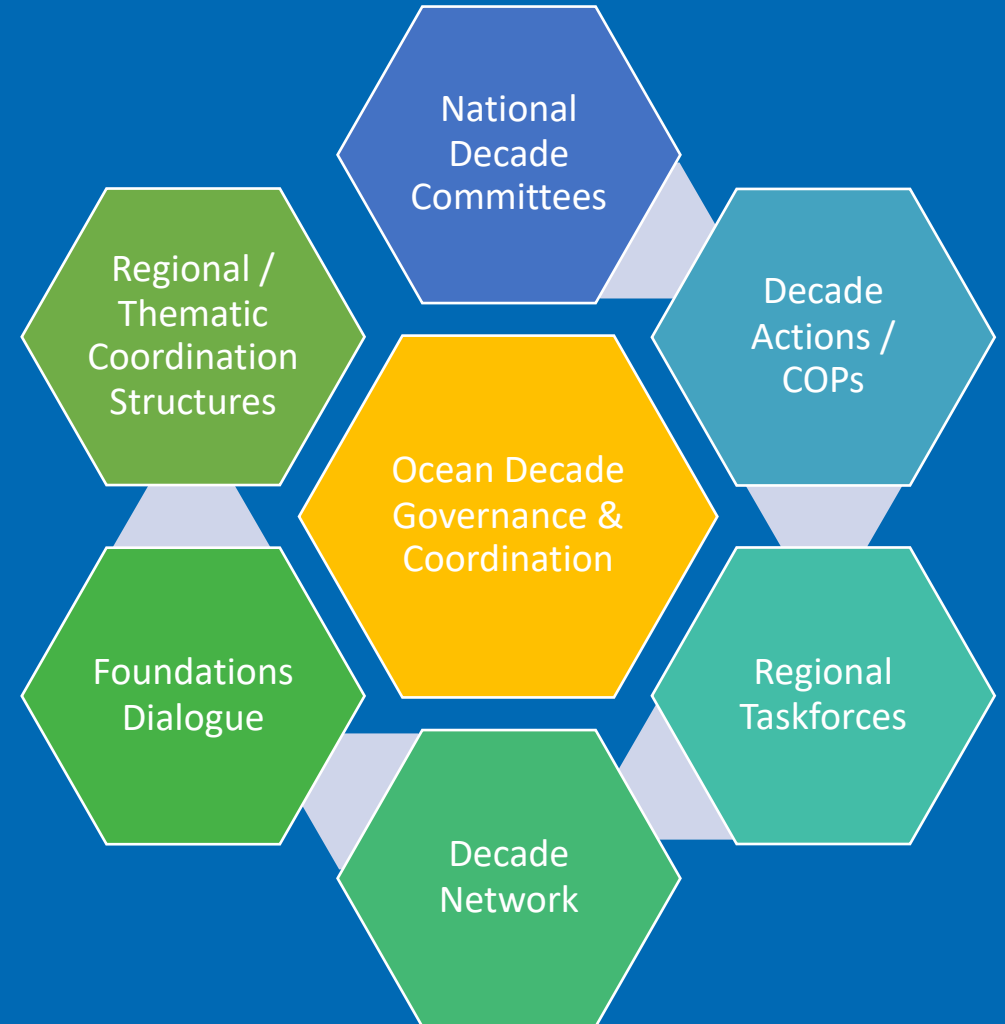 National
Decade
Committees
Regional /
Thematic
Coordination
Structures
Decade
Actions /
COPs
Ocean Decade
Governance &
Coordination
Foundations
Dialogue
Regional
Taskforces
Decade
Network